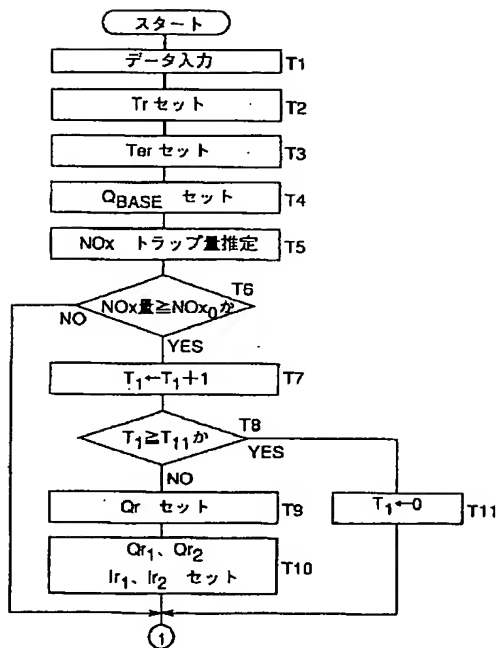 スタート
データ入力 T1
Tr セット T2
Ter セット T3
QBASE セット T4
NOx トラップ量推定 T5
T6
NOx量≧NOx0か
NO
YES
T1←T1+1 T7
T8
T1≧T11か
YES
NO
Qr セット T9
T1←0 T11
Qr1、Qr2
Ir1、Ir2 セット T10
1